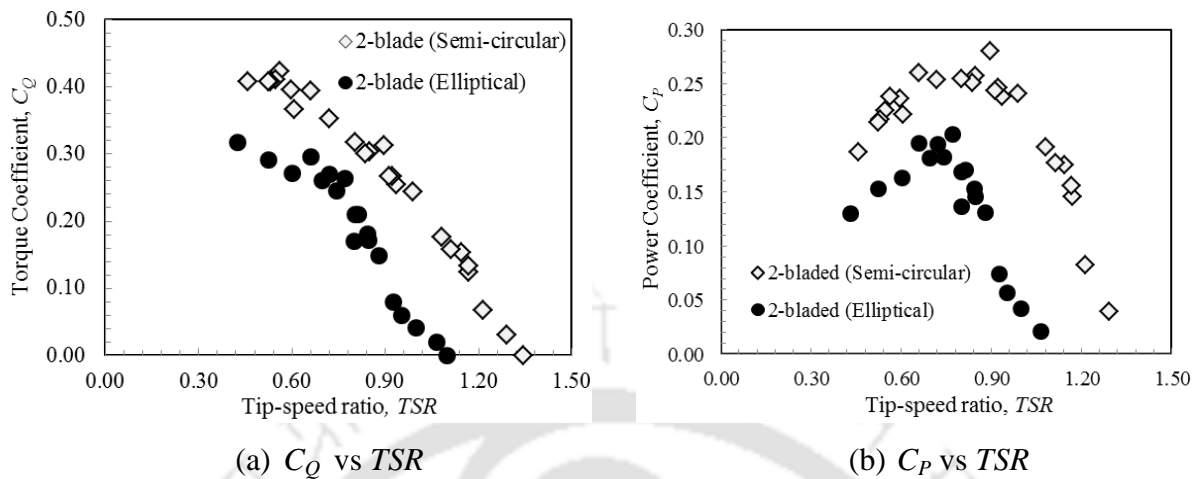 0.50
0.40
0.30
0.20
0.10
0.00
Torque Coefficient, C_Q
2-blade (Semi-circular)
2-blade (Elliptical)
0.00 0.30 0.60 0.90 1.20 1.50
Tip-speed ratio, TSR
(a) C_Q vs TSR
0.30
0.25
0.20
0.15
0.10
0.05
0.00
Power Coefficient, C_P
2-bladed (Semi-circular)
2-bladed (Elliptical)
0.00 0.30 0.60 0.90 1.20 1.50
Tip-speed ratio, TSR
(b) C_P vs TSR